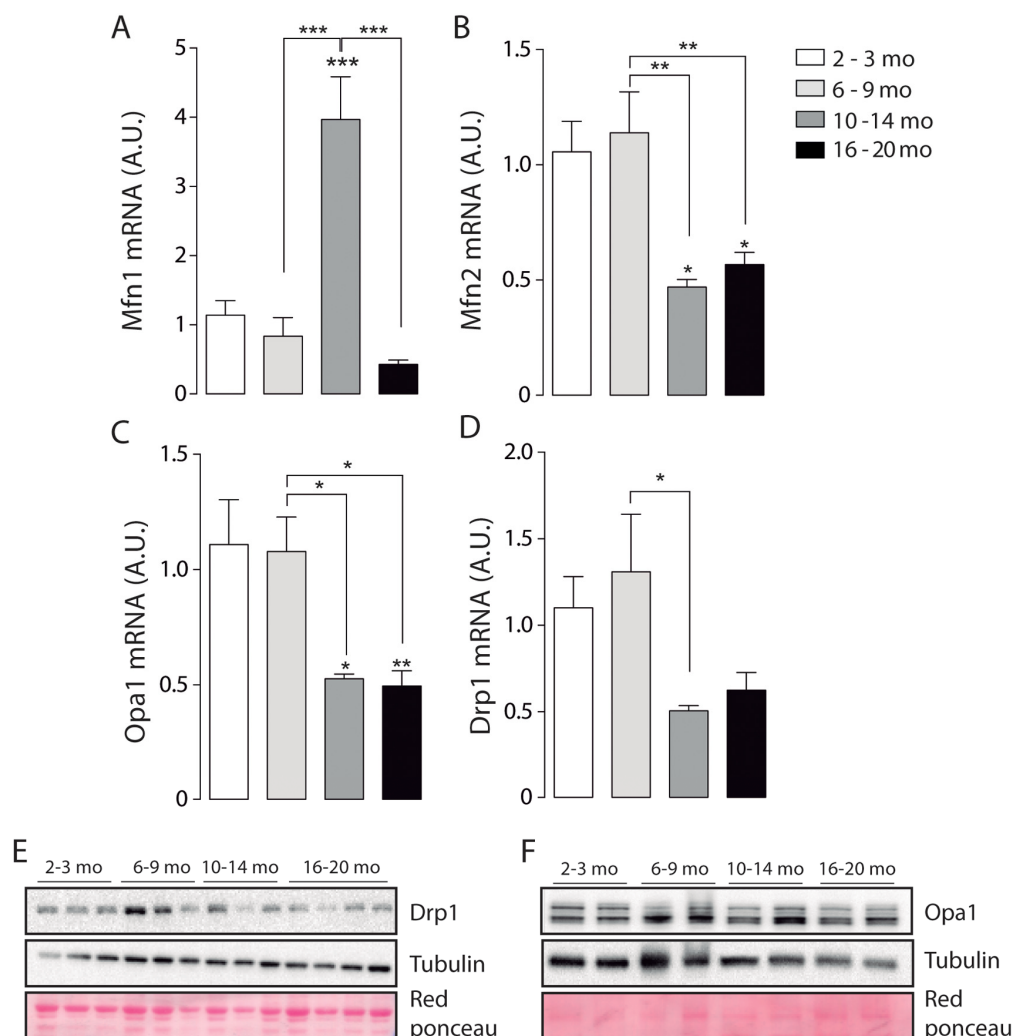 A
B
*** ***
***
5
4
3
2
1
0
Mfn1 mRNA (A.U.)
**
**
*
*
1.5
1.0
0.5
0
Mfn2 mRNA (A.U.)
2 - 3 mo
6 - 9 mo
10 -14 mo
16 - 20 mo
C
D
*
*
*
**
1.5
1.0
0.5
0
Opa1 mRNA (A.U.)
*
2.0
1.5
1.0
0.5
0
Drp1 mRNA (A.U.)
E
2-3 mo 6-9 mo 10-14 mo 16-20 mo
Drp1
Tubulin
Red
ponceau
F
2-3 mo 6-9 mo 10-14 mo 16-20 mo
Opa1
Tubulin
Red
ponceau